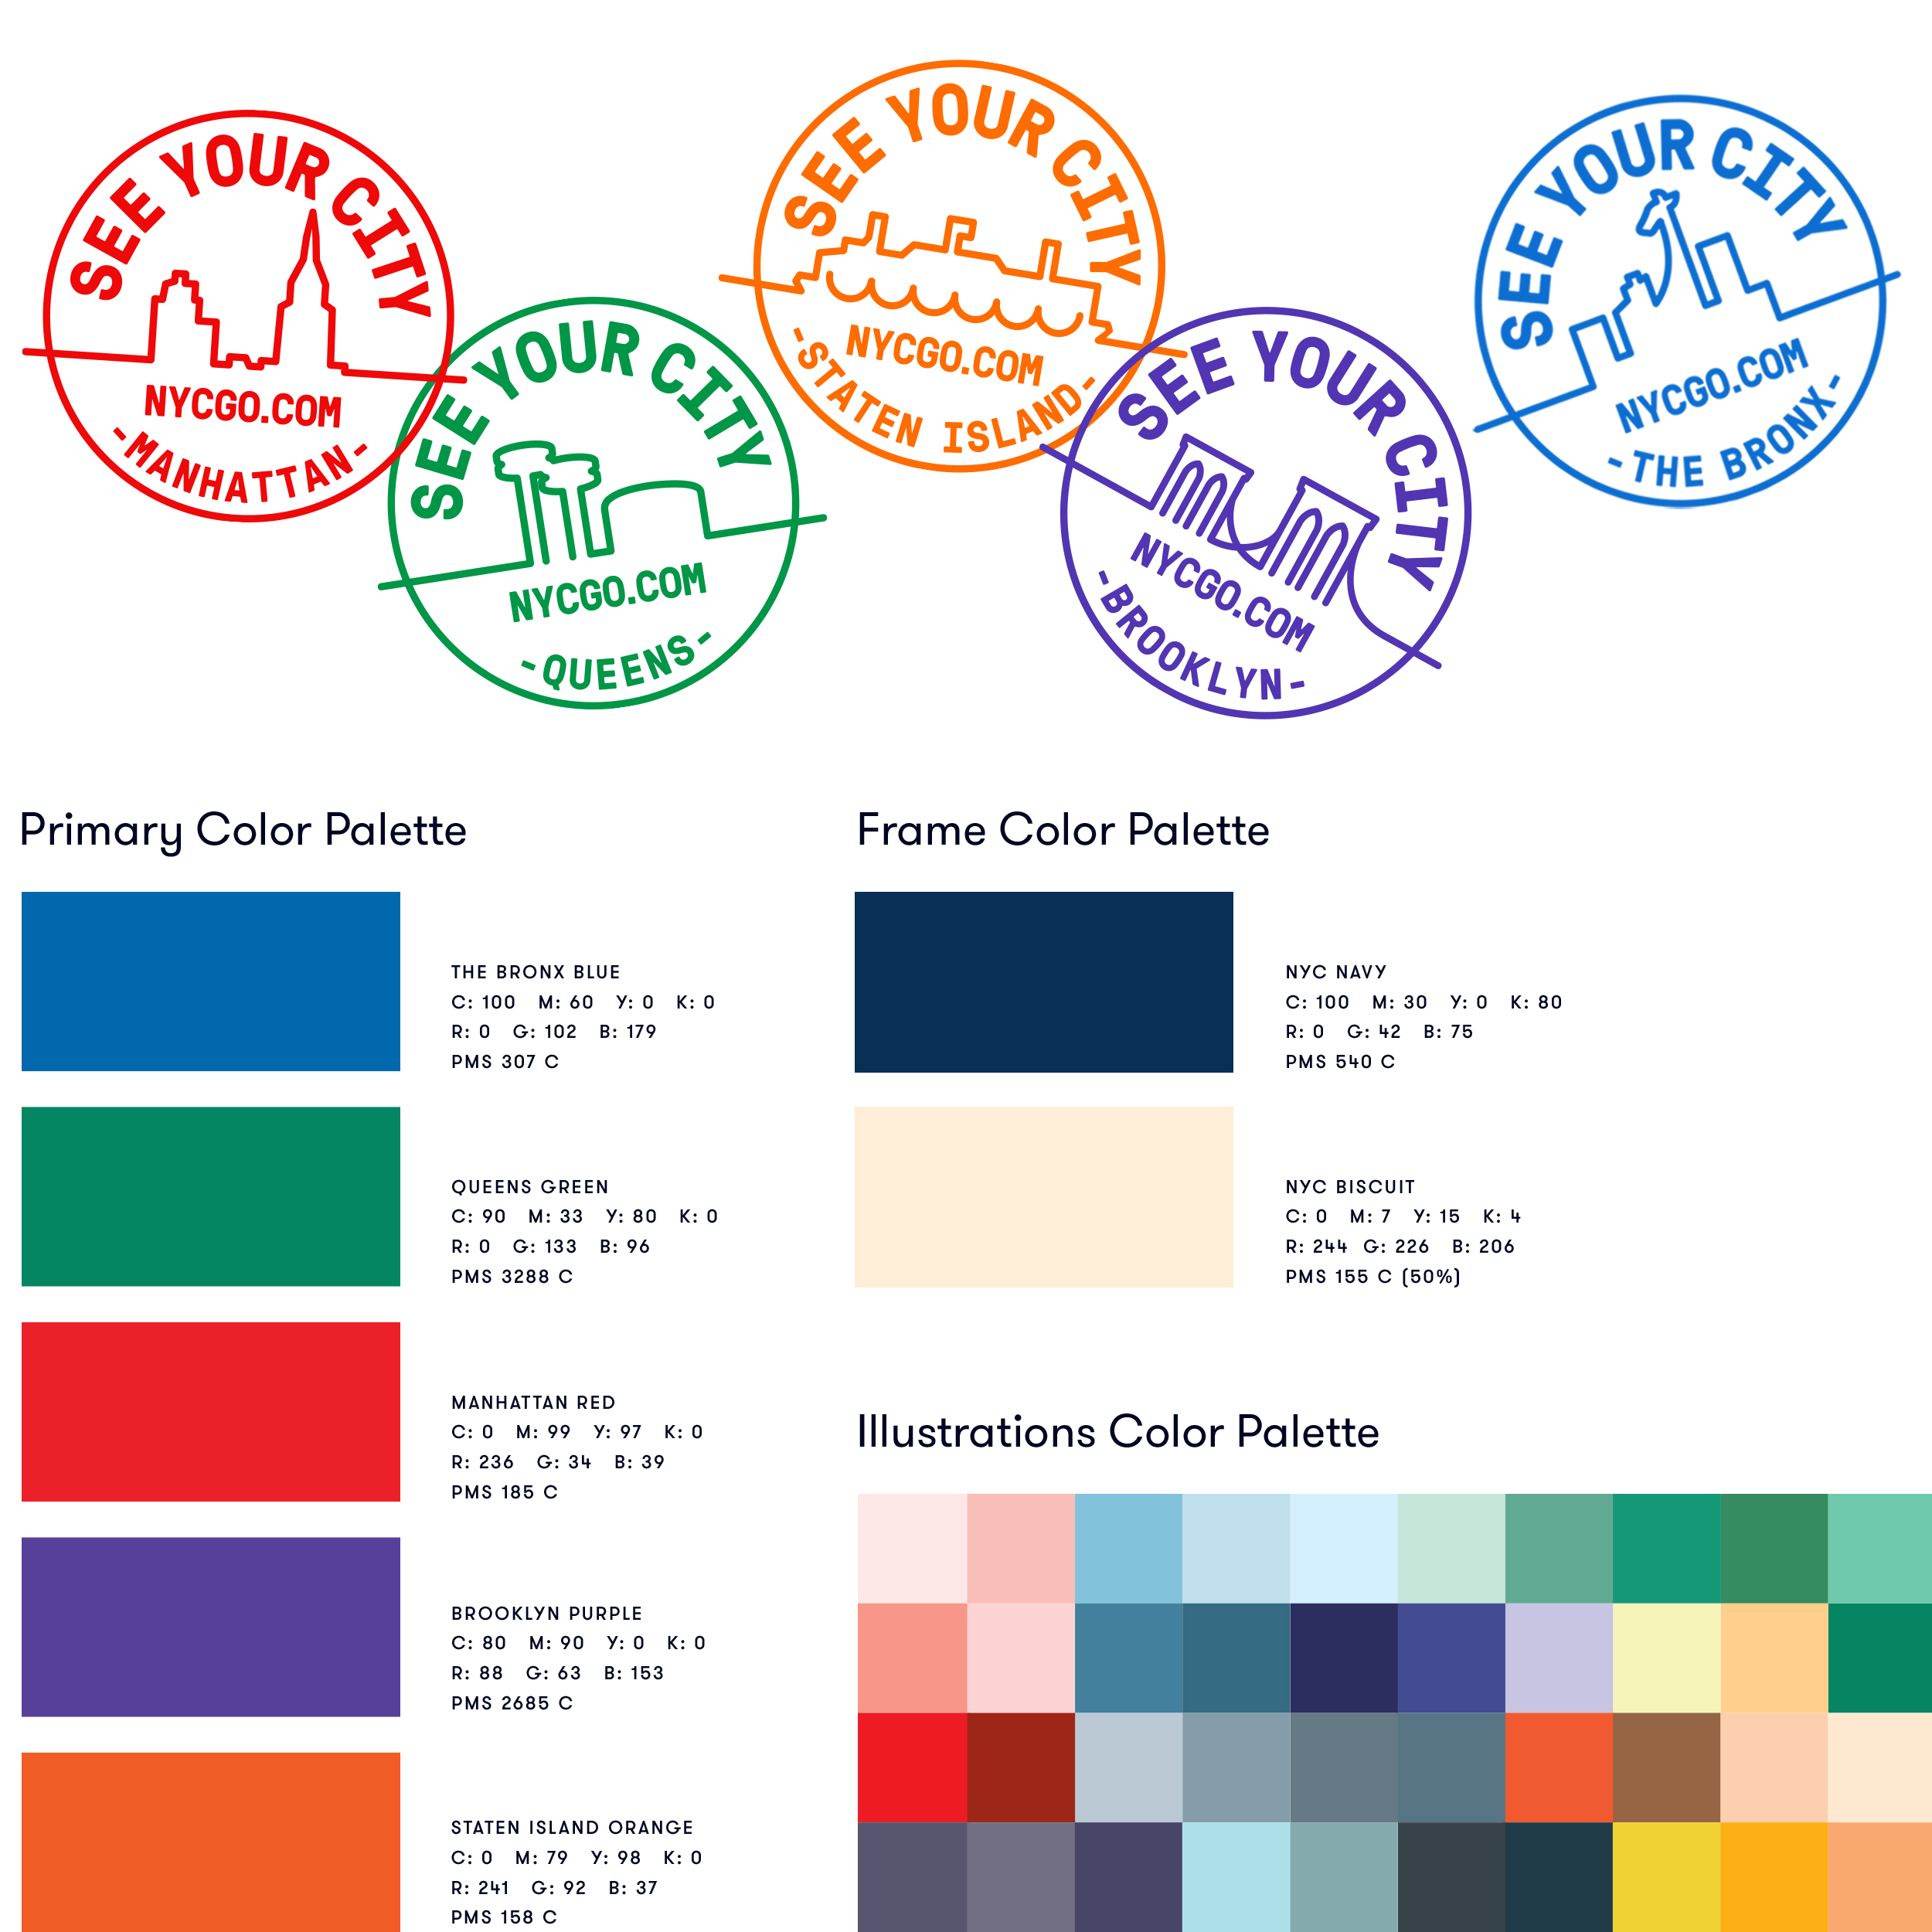 SEE YOUR CITY
NYCGO.COM
-MANHATTAN-
SEE YOUR CITY
NYCGO.COM
-QUEENS-
SEE YOUR CITY
NYCGO.COM
-STATEN ISLAND-
SEE YOUR CITY
NYCGO.COM
-BROOKLYN-
SEE YOUR CITY
NYCGO.COM
-THE BRONX-
Primary Color Palette
THE BRONX BLUE
C: 100 M: 60 Y: 0 K: 0
R: 0 G: 102 B: 179
PMS 307 C
QUEENS GREEN
C: 90 M: 33 Y: 80 K: 0
R: 0 G: 133 B: 96
PMS 3288 C
MANHATTAN RED
C: 0 M: 99 Y: 97 K: 0
R: 236 G: 34 B: 39
PMS 185 C
BROOKLYN PURPLE
C: 80 M: 90 Y: 0 K: 0
R: 88 G: 63 B: 153
PMS 2685 C
STATEN ISLAND ORANGE
C: 0 M: 79 Y: 98 K: 0
R: 241 G: 92 B: 37
PMS 158 C
Frame Color Palette
NYC NAVY
C: 100 M: 30 Y: 0 K: 80
R: 0 G: 42 B: 75
PMS 540 C
NYC BISCUIT
C: 0 M: 7 Y: 15 K: 4
R: 244 G: 226 B: 206
PMS 155 C (50%)
Illustrations Color Palette